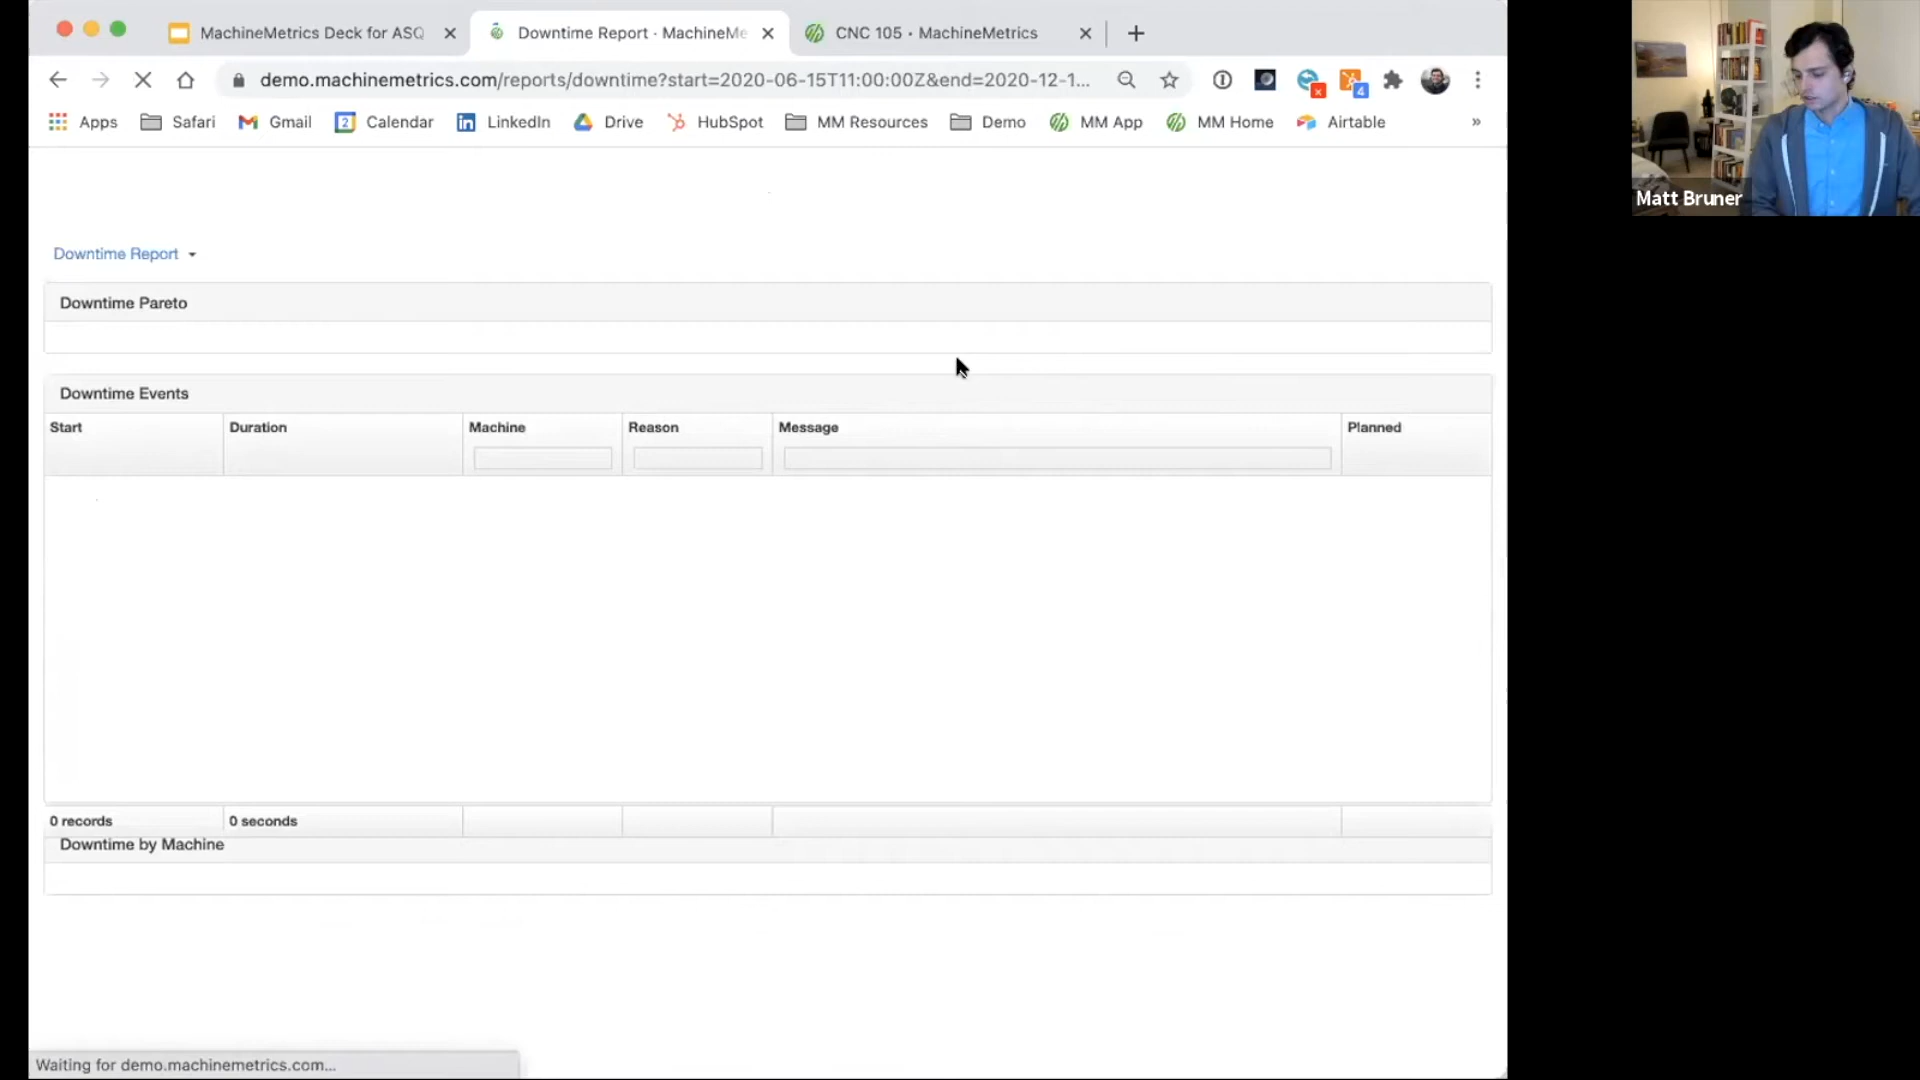 MachineMetrics Deck for ASQ
Downtime Report · MachineMe
CNC 105 · MachineMetrics
demo.machinemetrics.com/reports/downtime?start=2020-06-15T11:00:00Z&end=2020-12-1...
x
4
Apps
Safari
Gmail
2
Calendar
LinkedIn
Drive
HubSpot
MM Resources
Demo
MM App
MM Home
Airtable
»
Matt Bruner
Downtime Report
Downtime Pareto
Downtime Events
Start Duration Machine Reason Message Planned
0 records 0 seconds
Downtime by Machine
Waiting for demo.machinemetrics.com...